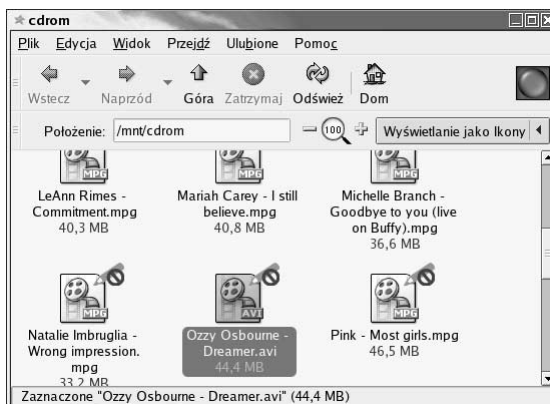 cdrom
Plik Edycja Widok Przejdź Ulubione Pomoc
Wstecz Naprzód Góra Zatrzymaj Odśwież Dom
Położenie: /mnt/cdrom 100 Wyświetlanie jako Ikony
MPG MPG MPG
LeAnn Rimes - Mariah Carey - I still Michelle Branch -
Commitment.mpg believe.mpg Goodbye to you (live
40,3 MB 40,8 MB on Buffy).mpg
36,6 MB
MPG AVI MPG
Natalie Imbruglia - Ozzy Osbourne - Pink - Most girls.mpg
Wrong impression. Dreamer.avi 46,5 MB
mpg 44,4 MB
33,2 MB
Zaznaczone "Ozzy Osbourne - Dreamer.avi" (44,4 MB)